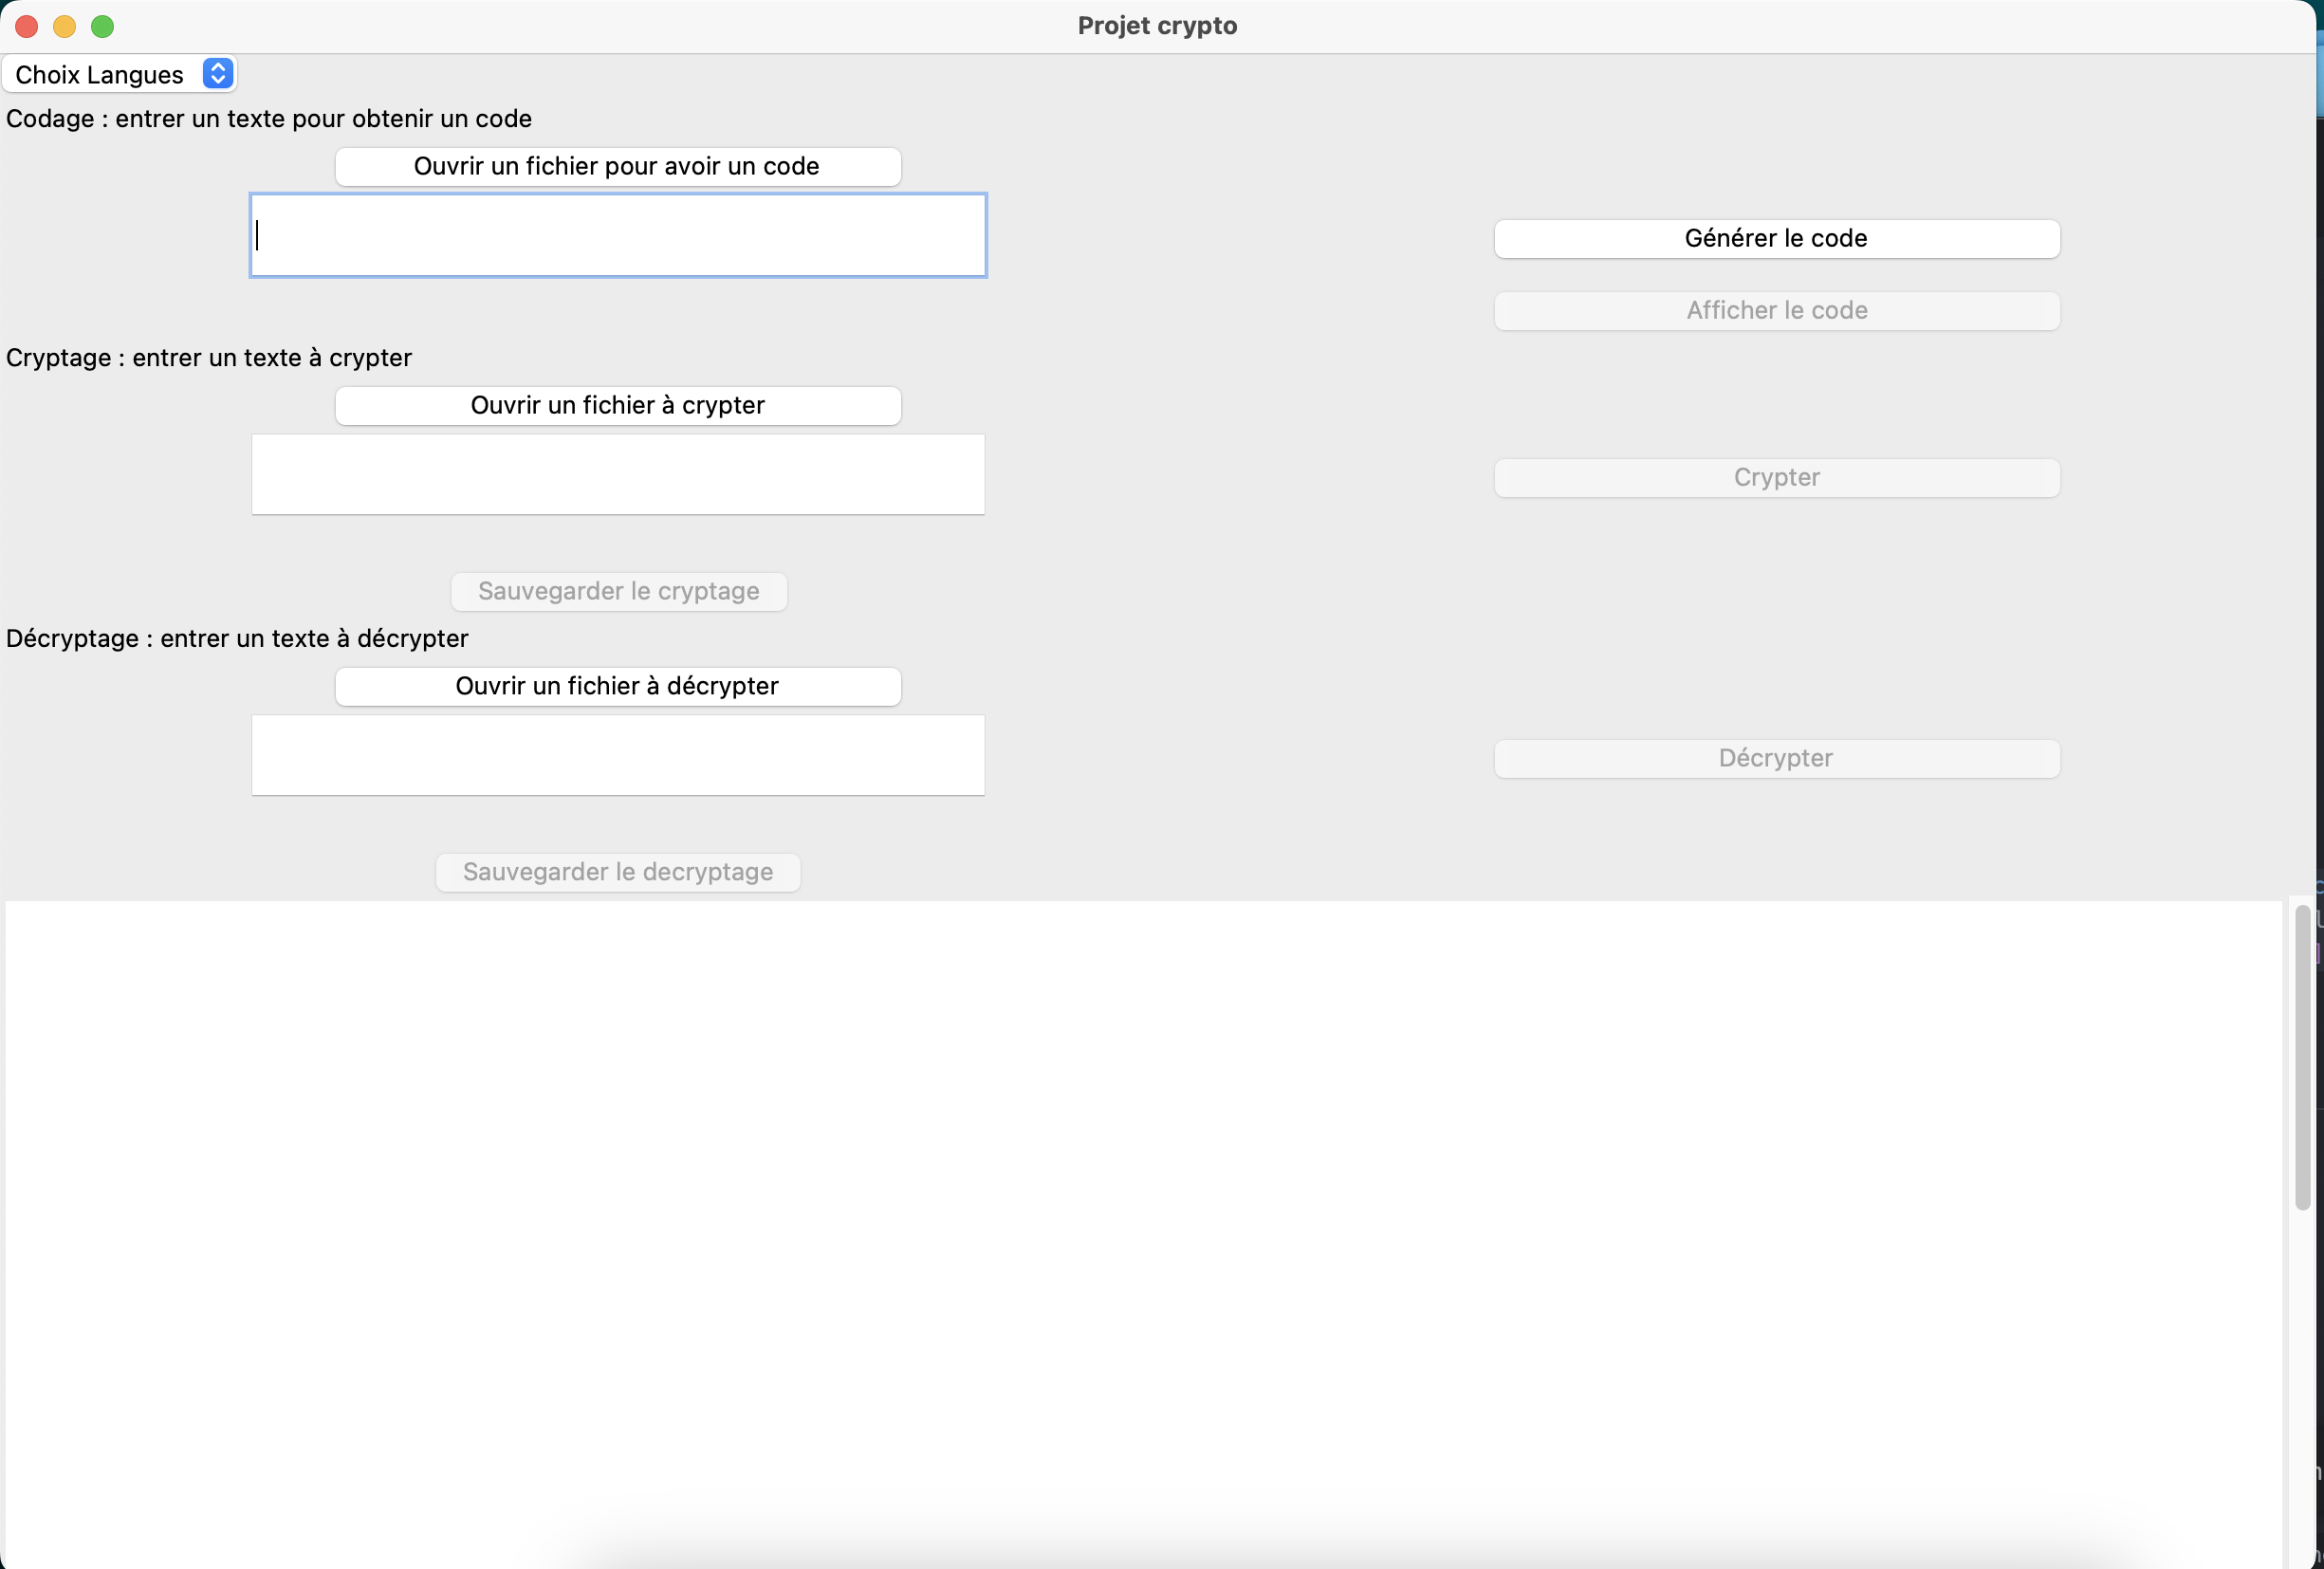 Projet crypto
Choix Langues
Codage : entrer un texte pour obtenir un code
Ouvrir un fichier pour avoir un code
Générer le code
Afficher le code
Cryptage : entrer un texte à crypter
Ouvrir un fichier à crypter
Crypter
Sauvegarder le cryptage
Décryptage : entrer un texte à décrypter
Ouvrir un fichier à décrypter
Décrypter
Sauvegarder le decryptage